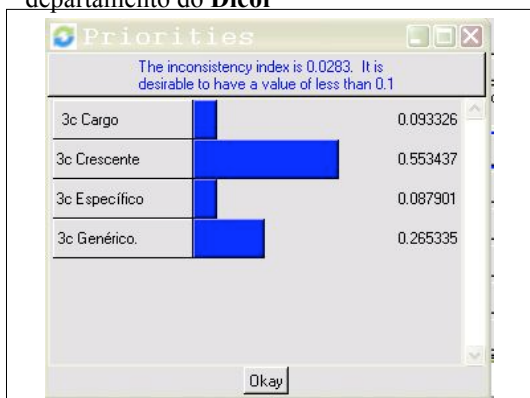 departamento do Dicol
Priorities
The inconsistency index is 0.0283. It is
desirable to have a value of less than 0.1
3c Cargo 0.093326
3c Crescente 0.553437
3c Específico 0.087901
3c Genérico. 0.265335
Okay